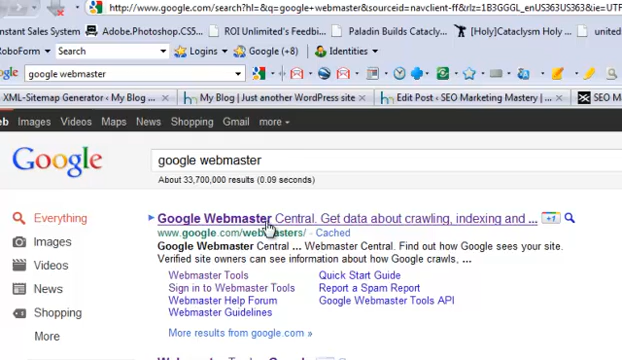 http://www.google.com/search?hl=&q=google+webmaster&sourceid=navclient-ff&rlz=1B3GGGL_enUS363US363&ie=UTF
Instant Sales System Adobe.Photoshop.CS5... ROI Unlimited's Feedbi... Paladin Builds Catacly... [Holy]Cataclysm Holy ... united
RoboForm Search Logins Google (+8) Identities
google webmaster
XML-Sitemap Generator ‹ My Blog ... My Blog | Just another WordPress site Edit Post ‹ SEO Marketing Mastery | ... SEO M
eb Images Videos Maps News Shopping Gmail more
Google google webmaster
About 33,700,000 results (0.09 seconds)
Everything
Images
Videos
News
Shopping
More
Google Webmaster Central. Get data about crawling, indexing and ... +1
www.google.com/webmasters/ - Cached
Google Webmaster Central ... Webmaster Central. Find out how Google sees your site.
Verified site owners can see information about how Google crawls, ...
Webmaster Tools Quick Start Guide
Sign in to Webmaster Tools Report a Spam Report
Webmaster Help Forum Google Webmaster Tools API
Webmaster Guidelines
More results from google.com »